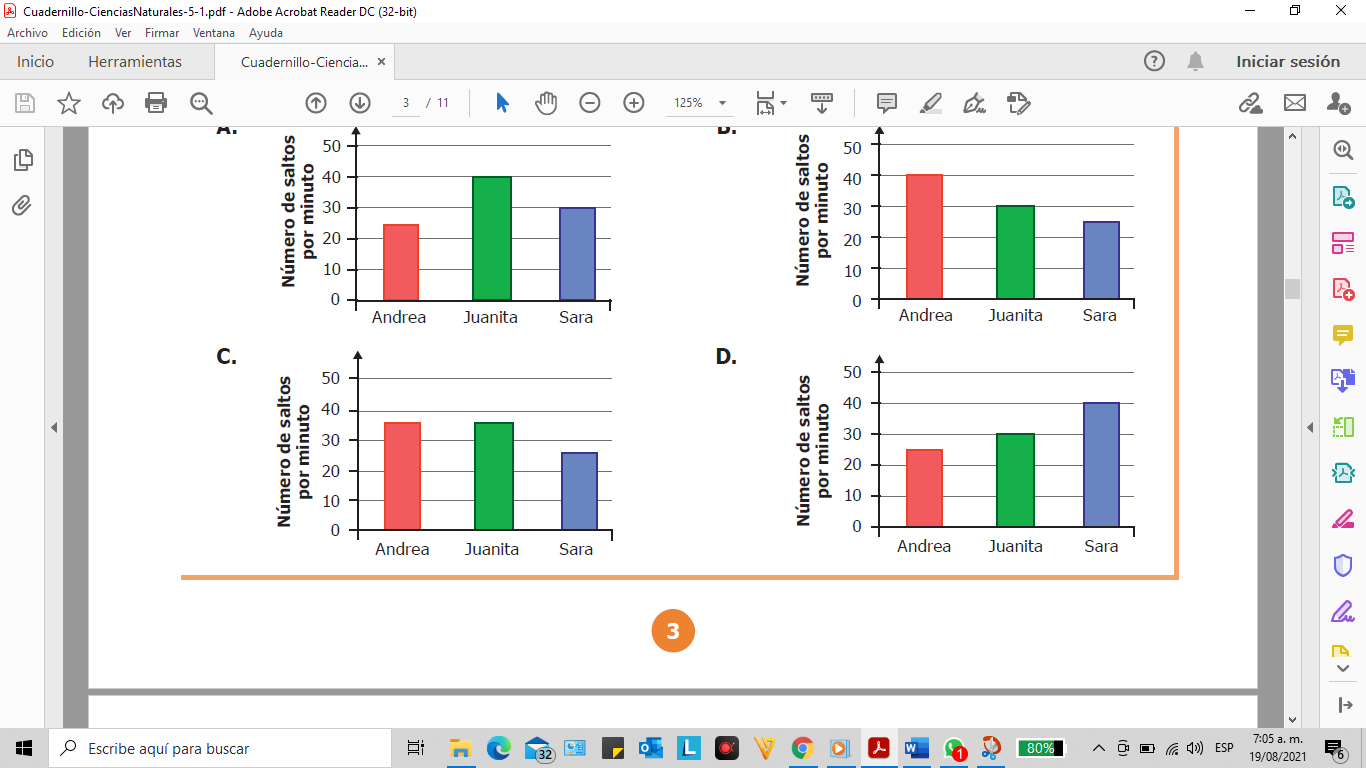 Cuadernillo-CienciasNaturales-5-1.pdf - Adobe Acrobat Reader DC (32-bit)
Archivo Edición Ver Firmar Ventana Ayuda
Inicio Herramientas Cuadernillo-Ciencia... × Iniciar sesión
3 / 11 125%
A.
Número de saltos
por minuto
50
40
30
20
10
0
Andrea Juanita Sara
B.
Número de saltos
por minuto
50
40
30
20
10
0
Andrea Juanita Sara
C.
Número de saltos
por minuto
50
40
30
20
10
0
Andrea Juanita Sara
D.
Número de saltos
por minuto
50
40
30
20
10
0
Andrea Juanita Sara
3
Escribe aquí para buscar
32
L
1
80%
ESP
7:05 a. m.
19/08/2021
6